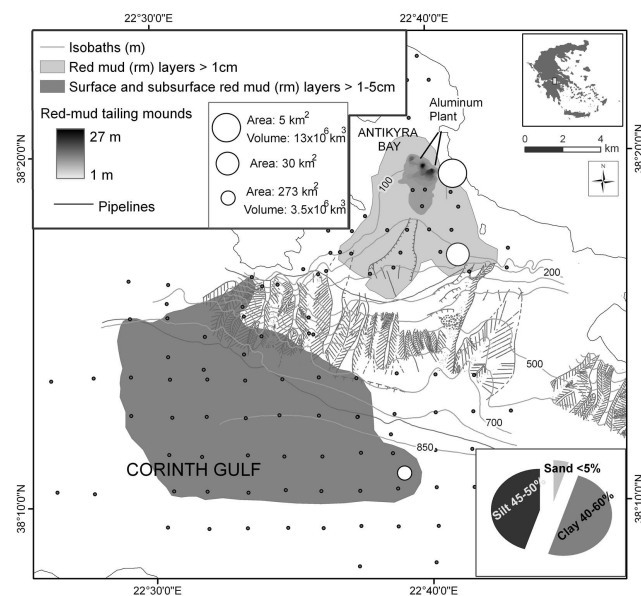 22°30'0"E 22°40'0"E
Isobaths (m)
Red mud (rm) layers > 1cm
Surface and subsurface red mud (rm) layers > 1-5cm
Red-mud tailing mounds
27 m
1 m
Pipelines
Area: 5 km²
Volume: 13x10⁶ km³
Area: 30 km²
Area: 273 km²
Volume: 3.5x10⁶ km³
Aluminum
Plant
ANTIKYRA
BAY
0 2 4 km
N
38°20'0"N
38°20'0"N
100
200
500
700
850
CORINTH GULF
Sand <5%
Silt 45-50%
Clay 40-60%
38°10'0"N
38°10'0"N
22°30'0"E 22°40'0"E